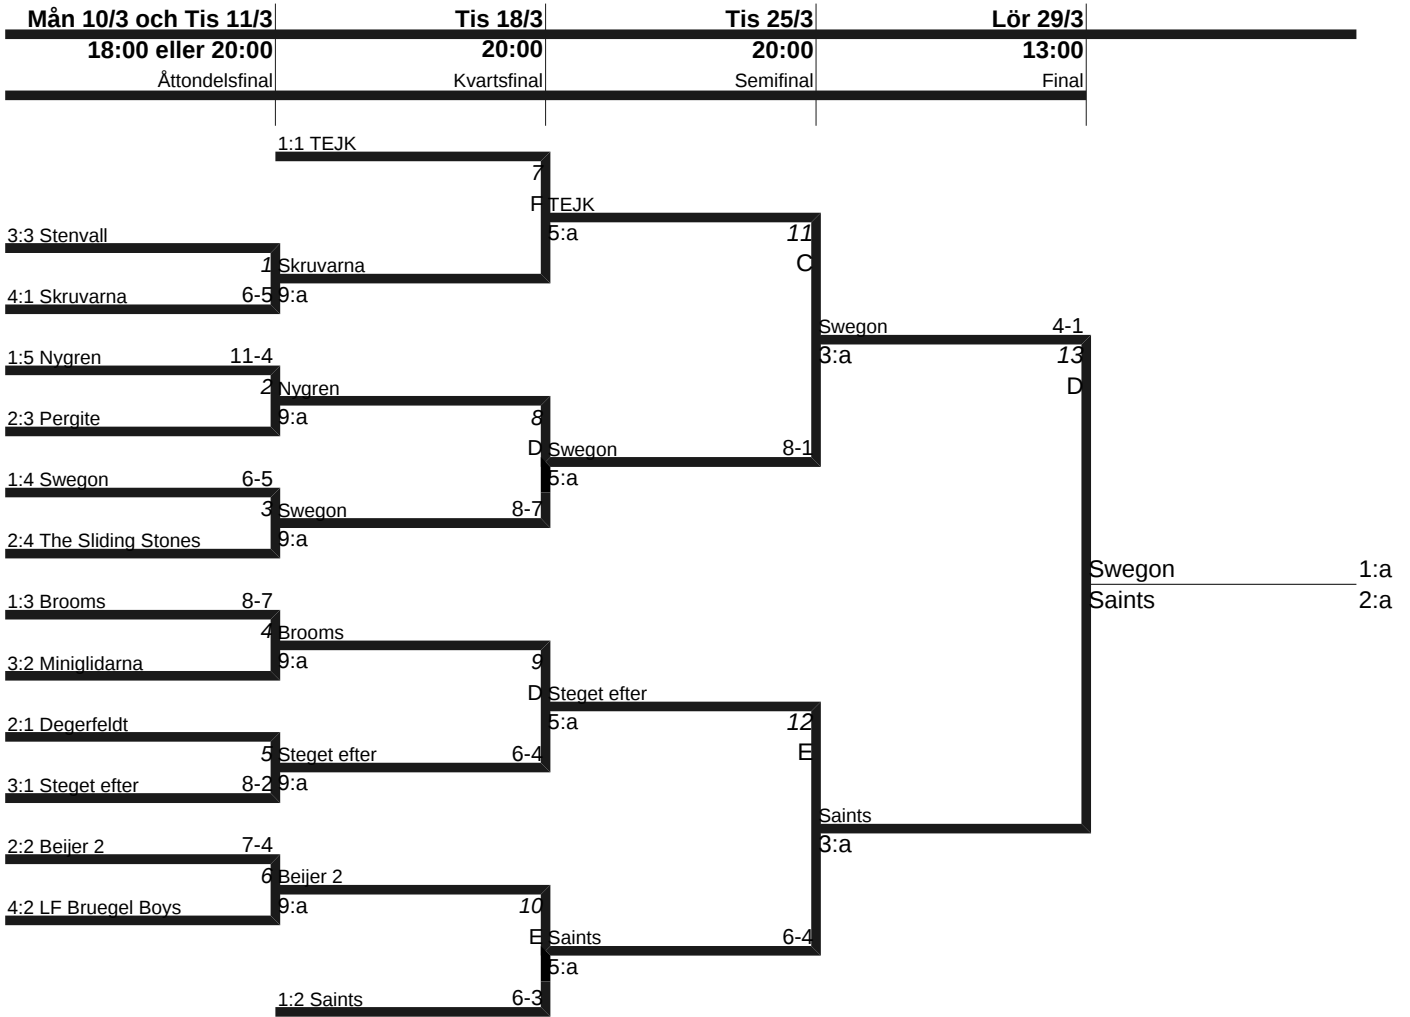 Mån 10/3 och Tis 11/3 Tis 18/3 Tis 25/3 Lör 29/3
18:00 eller 20:00 20:00 20:00 13:00
Åttondelsfinal Kvartsfinal Semifinal Final
1:1 TEJK
7
F TEJK
3:3 Stenvall 5:a 11
1 Skruvarna C
4:1 Skruvarna 6-5 9:a
Swegon 4-1
1:5 Nygren 11-4 3:a 13
2 Nygren D
2:3 Pergite 9:a 8
D Swegon 8-1
1:4 Swegon 6-5 5:a
3 Swegon 8-7
2:4 The Sliding Stones 9:a
Swegon 1:a
1:3 Brooms 8-7 Saints 2:a
4 Brooms
3:2 Miniglidarna 9:a 9
D Steget efter
2:1 Degerfeldt 5:a 12
5 Steget efter 6-4 E
3:1 Steget efter 8-2 9:a
Saints
2:2 Beijer 2 7-4 3:a
6 Beijer 2
4:2 LF Bruegel Boys 9:a 10
E Saints 6-4
5:a
1:2 Saints 6-3